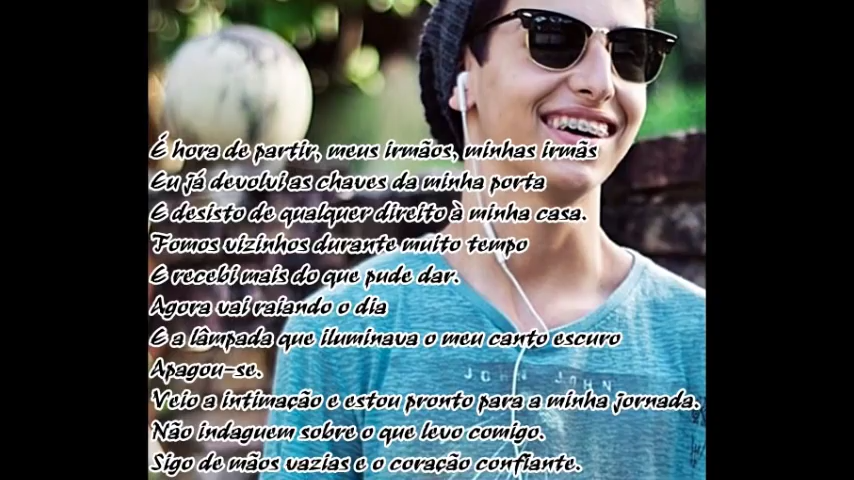 É hora de partir, meus irmãos, minhas irmãs
Eu já devolvi as chaves da minha porta
E desisto de qualquer direito à minha casa.
Fomos vizinhos durante muito tempo
E recebi mais do que pude dar.
Agora vai raiando o dia
E a lâmpada que iluminava o meu canto escuro
Apagou-se.
Veio a intimação e estou pronto para a minha jornada.
Não indaguem sobre o que levo comigo.
Sigo de mãos vazias e o coração confiante.
JOHN JOHN